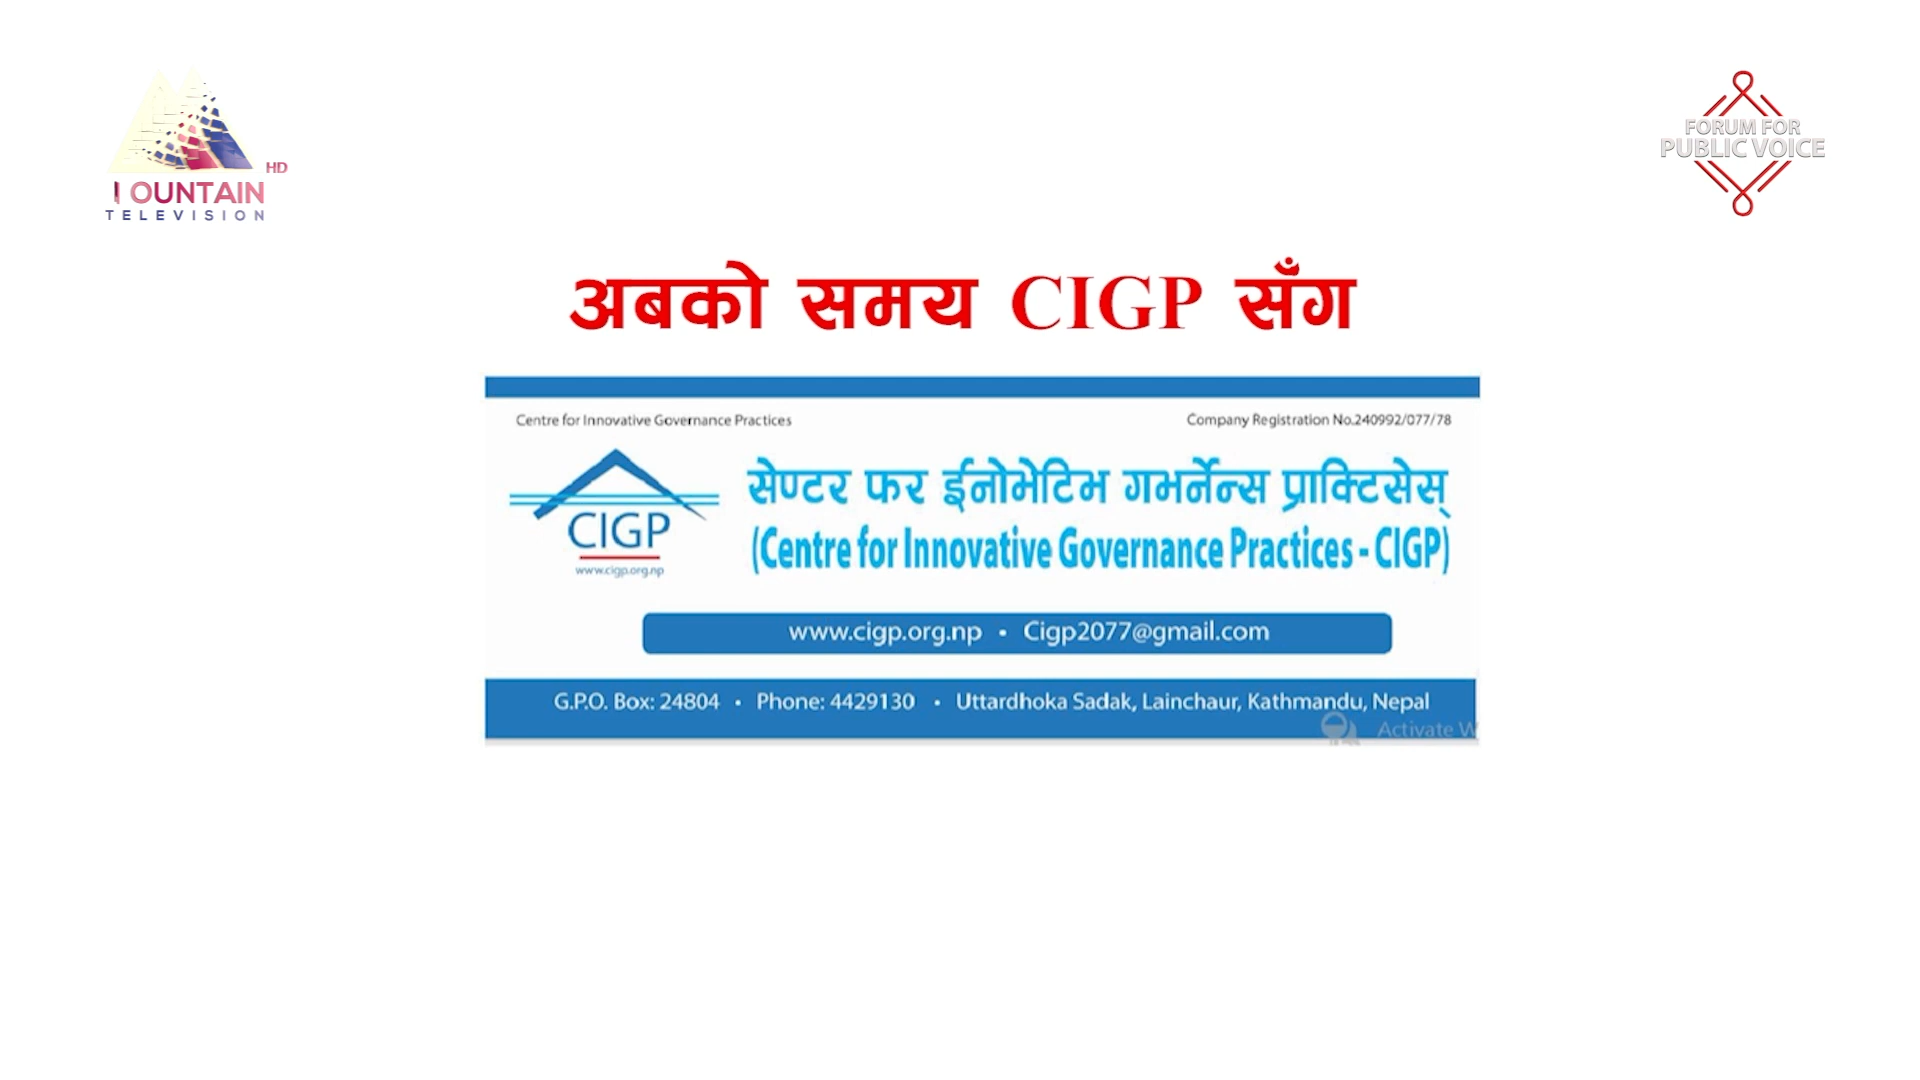 HD
OUNTAIN
TELEVISION
FORUM FOR
PUBLIC VOICE
अबको समय CIGP सँग
Centre for Innovative Governance Practices
Company Registration No.240992/077/78
CIGP
www.cigp.org.np
सेण्टर फर ईनोभेटिभ गभर्नेन्स प्राक्टिसेस्
(Centre for Innovative Governance Practices - CIGP)
www.cigp.org.np • Cigp2077@gmail.com
G.P.O. Box: 24804 • Phone: 4429130 • Uttardhoka Sadak, Lainchaur, Kathmandu, Nepal
Activate W